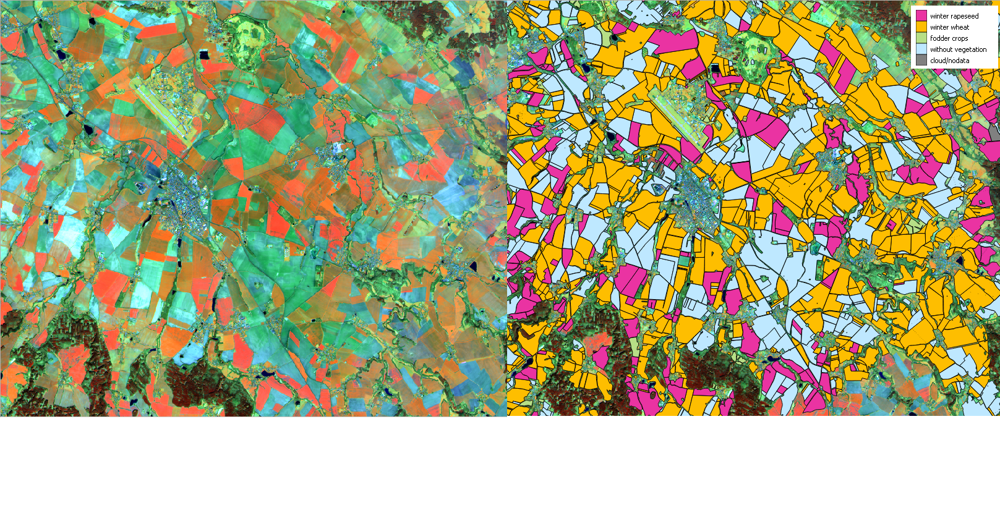 winter rapeseed
winter wheat
fodder crops
without vegetation
cloud/nodata